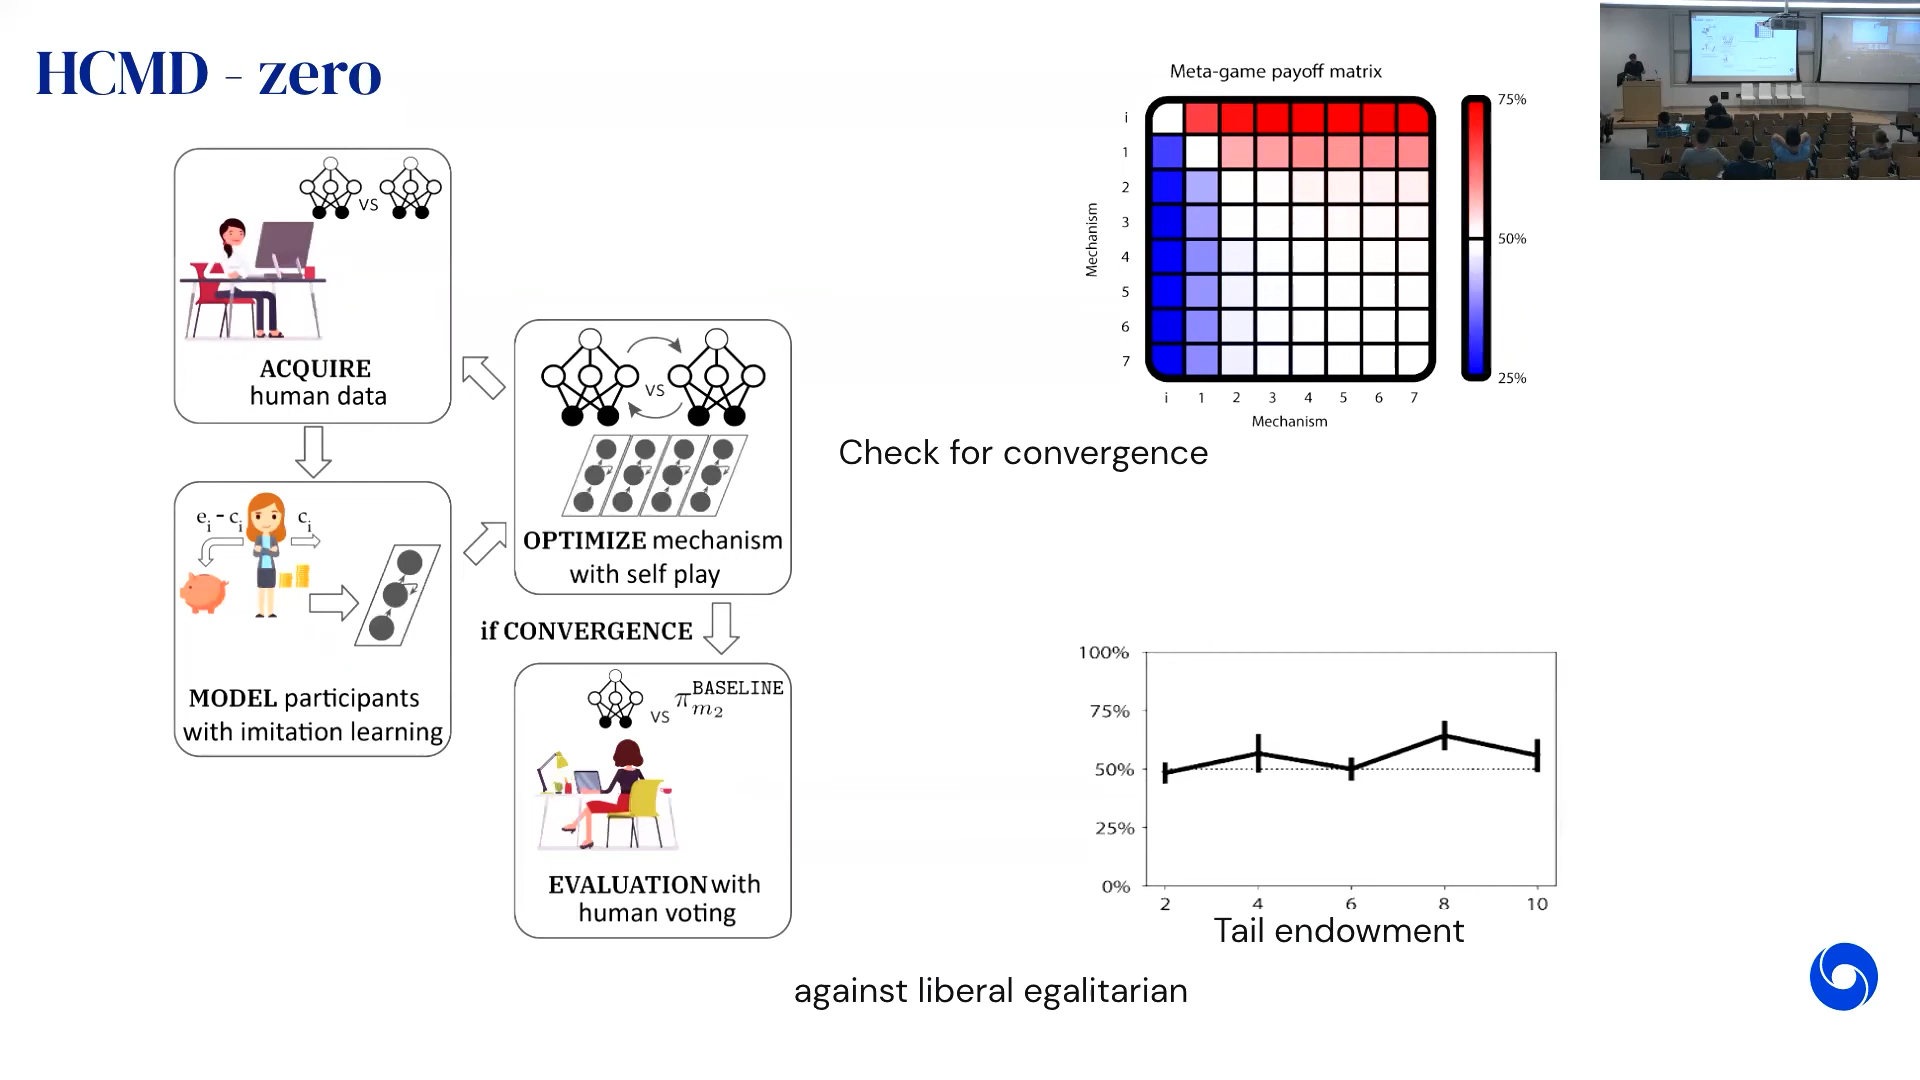 HCMD - zero
vs
ACQUIRE
human data
e_i - c_i
c_i
MODEL participants
with imitation learning
vs
OPTIMIZE mechanism
with self play
if CONVERGENCE
vs π_{m_2}^{BASELINE}
EVALUATION with
human voting
Check for convergence
Meta-game payoff matrix
Mechanism
i
1
2
3
4
5
6
7
i 1 2 3 4 5 6 7
Mechanism
75%
50%
25%
100%
75%
50%
25%
0%
2 4 6 8 10
Tail endowment
against liberal egalitarian